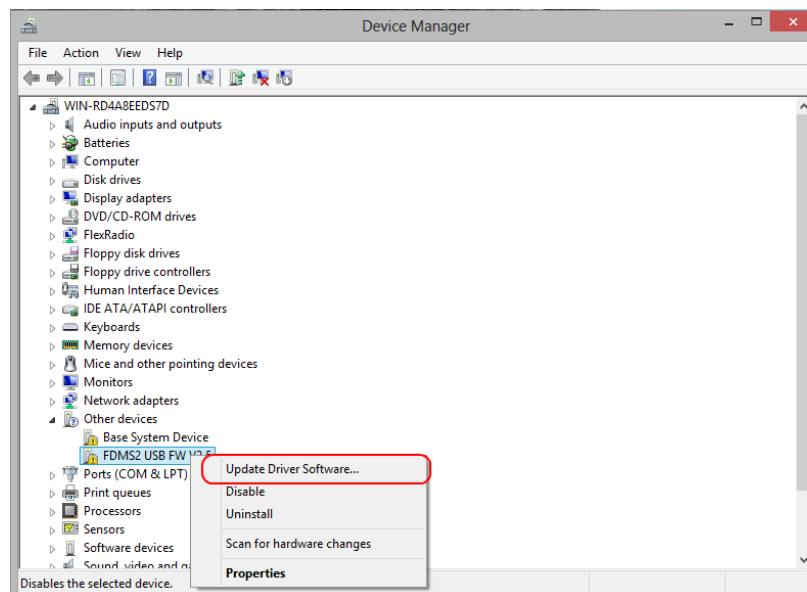 Device Manager
File Action View Help
WIN-RD4A8EEDS7D
Audio inputs and outputs
Batteries
Computer
Disk drives
Display adapters
DVD/CD-ROM drives
FlexRadio
Floppy disk drives
Floppy drive controllers
Human Interface Devices
IDE ATA/ATAPI controllers
Keyboards
Memory devices
Mice and other pointing devices
Monitors
Network adapters
Other devices
Base System Device
FDMS2 USB FW
Ports (COM & LPT)
Print queues
Processors
Sensors
Software devices
Sound, video and
Update Driver Software...
Disable
Uninstall
Scan for hardware changes
Properties
Disables the selected device.